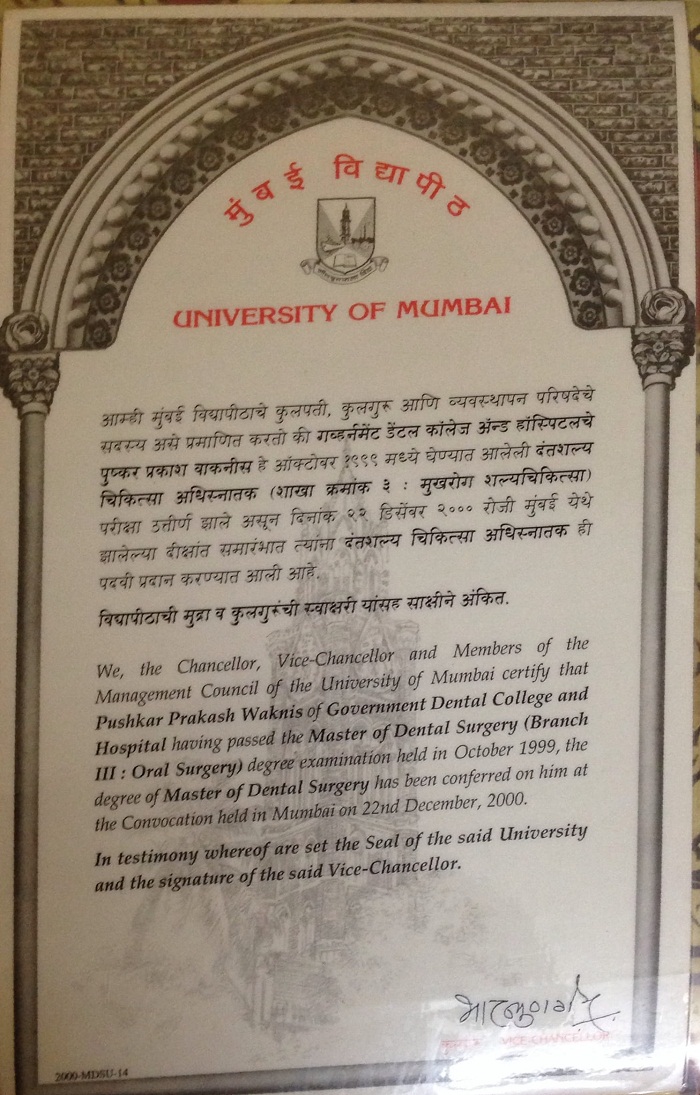 मुंबई विद्यापीठ
UNIVERSITY OF MUMBAI
आम्ही मुंबई विद्यापीठाचे कुलपती, कुलगुरू आणि व्यवस्थापन परिषदेचे
सदस्य असे प्रमाणित करतो की गव्हर्नमेंट डेंटल कॉलेज अ‍ॅन्ड हॉस्पिटलचे
पुष्कर प्रकाश वाकनीस हे ऑक्टोबर १९९९ मध्ये घेण्यात आलेली दंतशल्य
चिकित्सा अधिस्नातक (शाखा क्रमांक ३ : मुखरोग शल्यचिकित्सा)
परीक्षा उत्तीर्ण झाले असून दिनांक २२ डिसेंबर २००० रोजी मुंबई येथे
झालेल्या दीक्षांत समारंभात त्यांना दंतशल्य चिकित्सा अधिस्नातक ही
पदवी प्रदान करण्यात आली आहे.
विद्यापीठाची मुद्रा व कुलगुरूंची स्वाक्षरी यांसह साक्षीने अंकित.
We, the Chancellor, Vice-Chancellor and Members of the
Management Council of the University of Mumbai certify that
Pushkar Prakash Waknis of Government Dental College and
Hospital having passed the Master of Dental Surgery (Branch
III : Oral Surgery) degree examination held in October 1999, the
degree of Master of Dental Surgery has been conferred on him at
the Convocation held in Mumbai on 22nd December, 2000.
In testimony whereof are set the Seal of the said University
and the signature of the said Vice-Chancellor.
VICE-CHANCELLOR
2000-MDSU-14